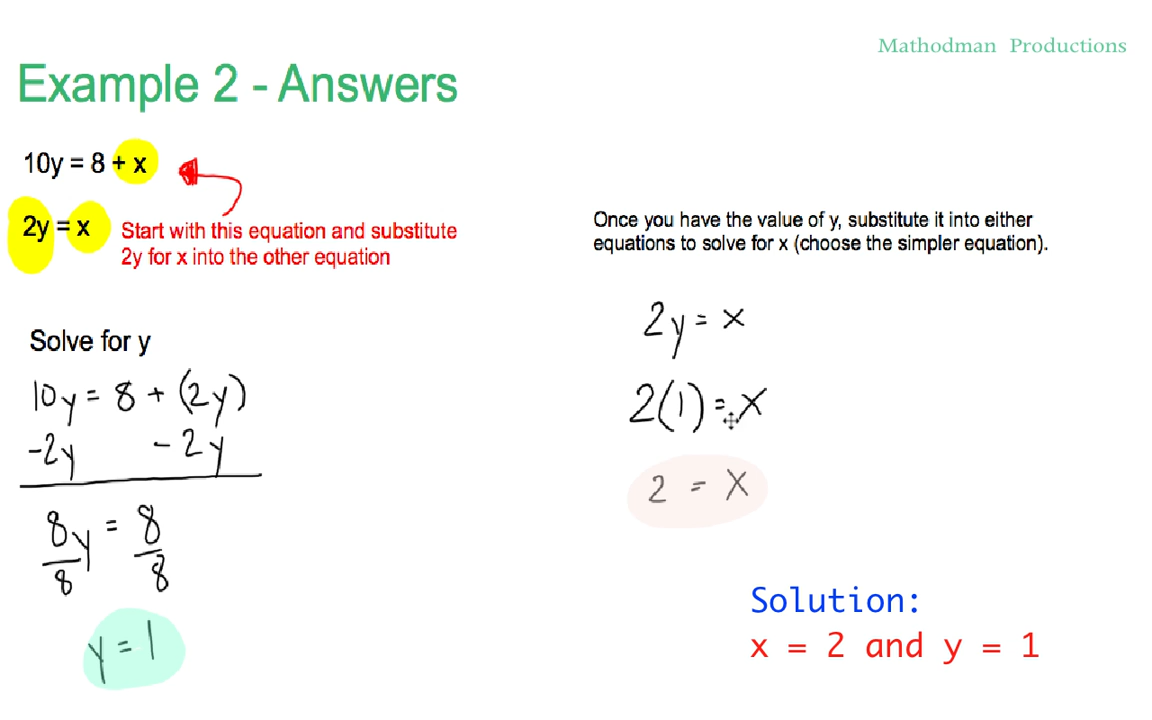 Mathodman Productions
Example 2 - Answers
10y = 8 + x
2y = x
Start with this equation and substitute
2y for x into the other equation
Solve for y
10y = 8 + (2y)
-2y - 2y
8y = 8
8 8
y = 1
Once you have the value of y, substitute it into either
equations to solve for x (choose the simpler equation).
2y = x
2(1) = x
2 = x
Solution:
x = 2 and y = 1